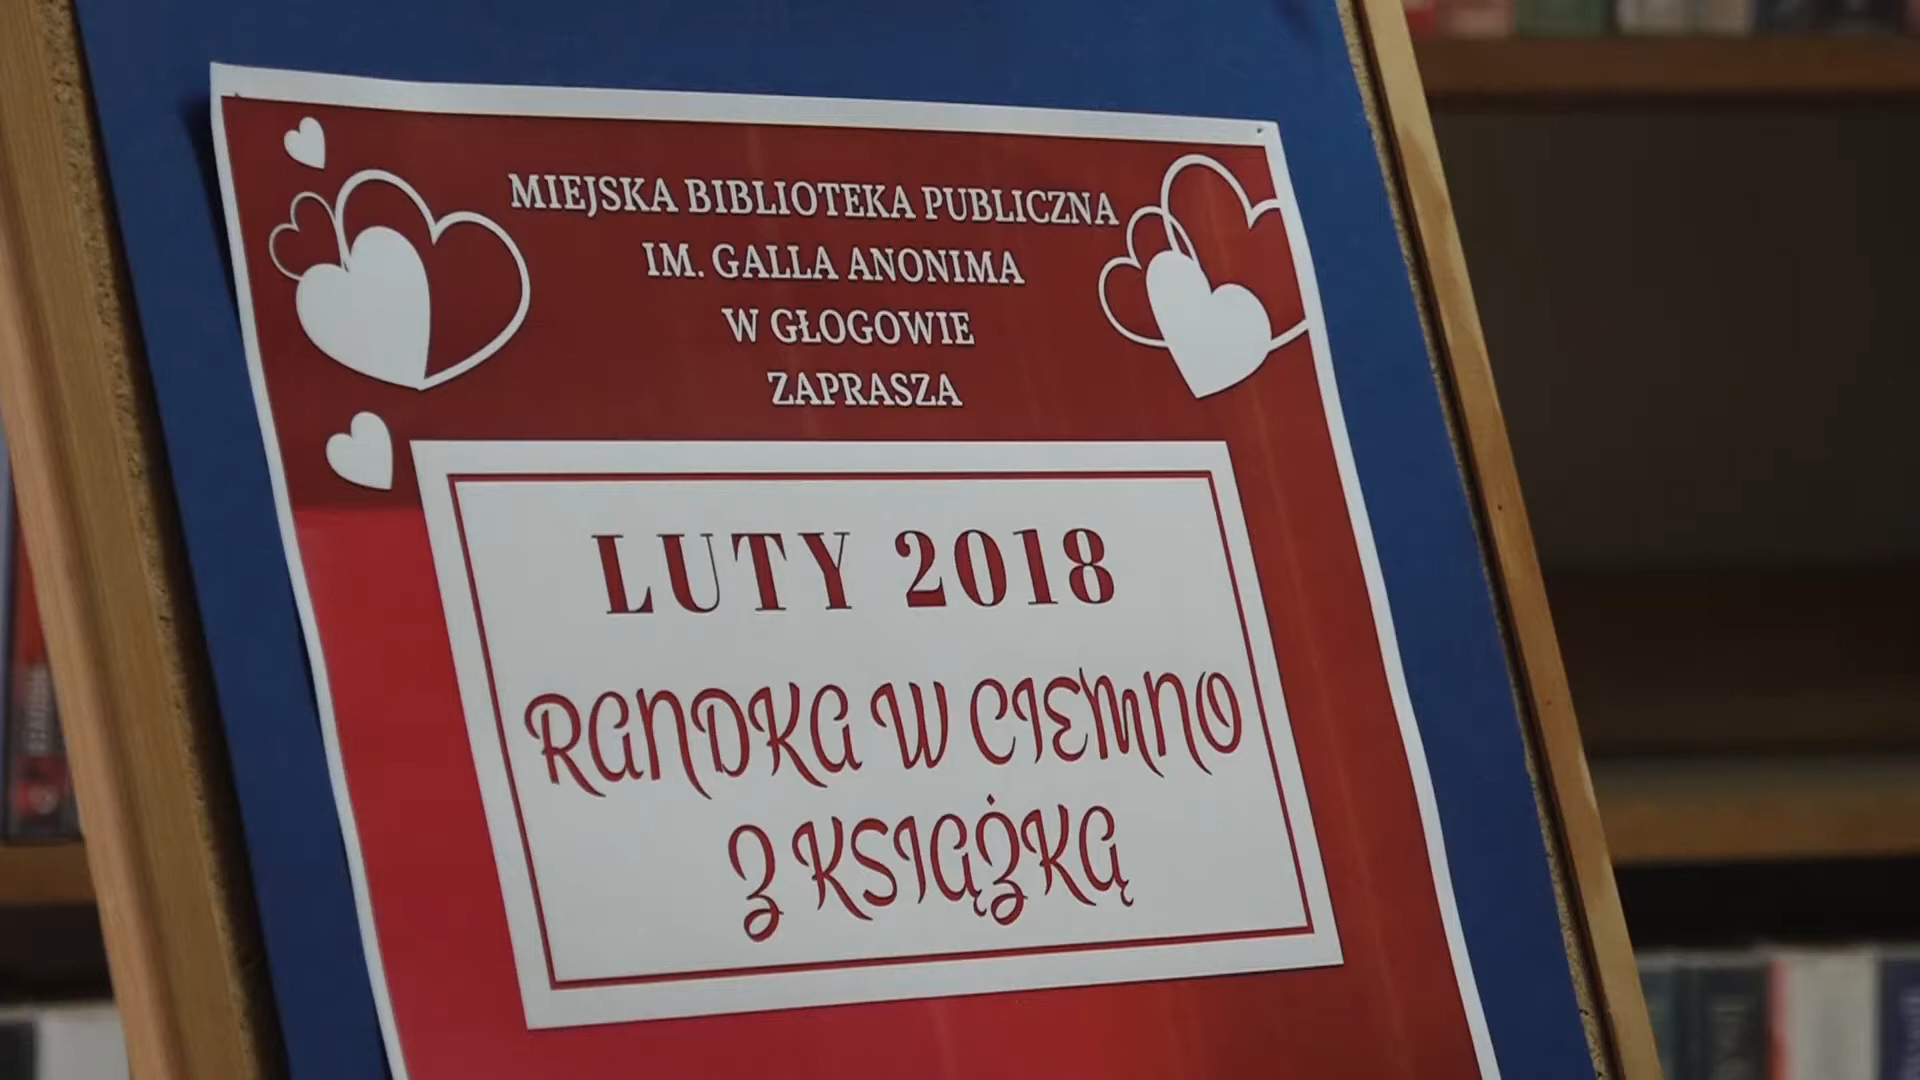 MIEJSKA BIBLIOTEKA PUBLICZNA
IM. GALLA ANONIMA
W GŁOGOWIE
ZAPRASZA
LUTY 2018
RANDKA W CIEMNO
Z KSIĄŻKĄ